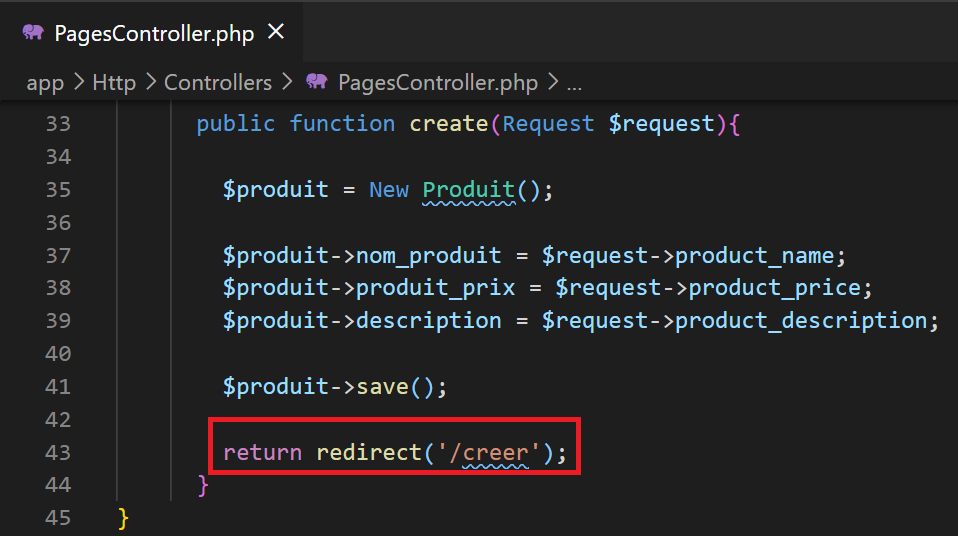 PagesController.php ×
app > Http > Controllers > PagesController.php > ...
33 public function create(Request $request){
34
35 $produit = New Produit();
36
37 $produit->nom_produit = $request->product_name;
38 $produit->produit_prix = $request->product_price;
39 $produit->description = $request->product_description;
40
41 $produit->save();
42
43 return redirect('/creer');
44 }
45 }